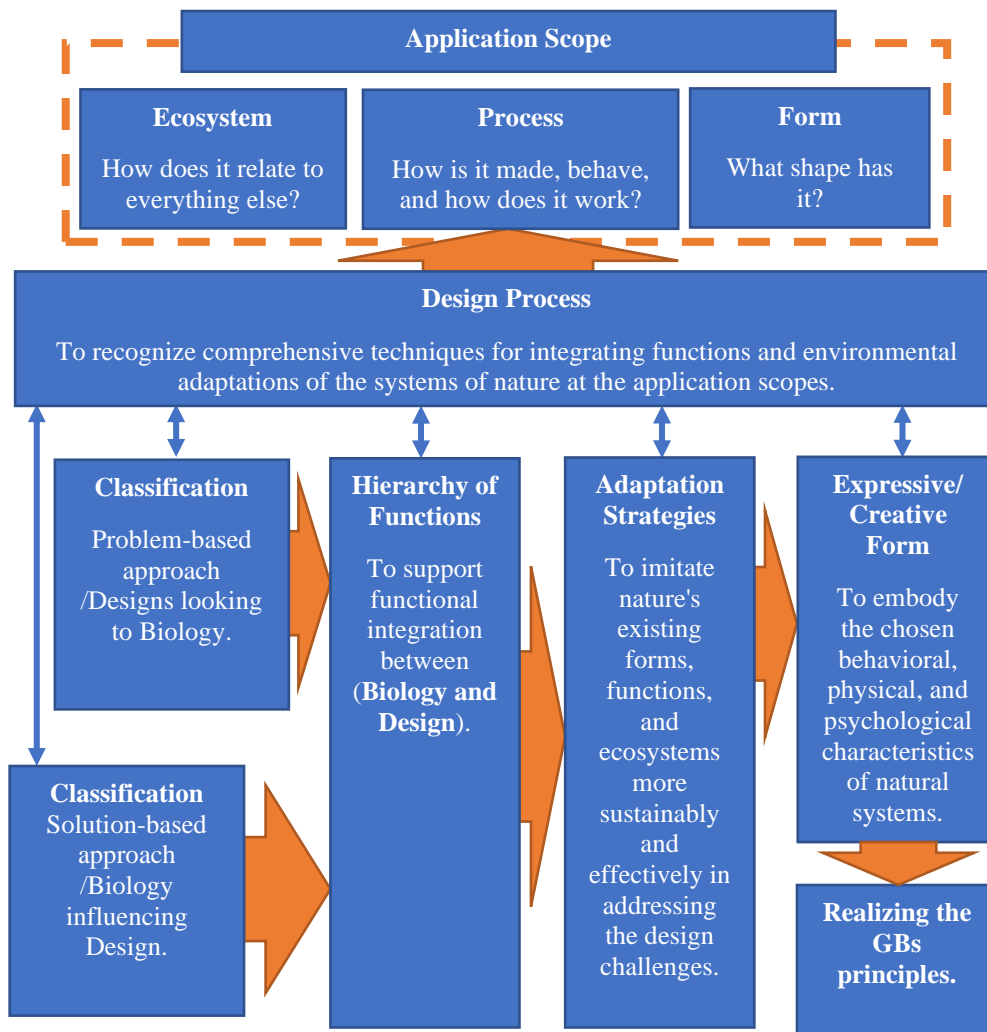 Application Scope
Ecosystem
How does it relate to
everything else?
Process
How is it made, behave,
and how does it work?
Form
What shape has
it?
Design Process
To recognize comprehensive techniques for integrating functions and environmental
adaptations of the systems of nature at the application scopes.
Classification
Problem-based
approach
/Designs looking
to Biology.
Classification
Solution-based
approach
/Biology
influencing
Design.
Hierarchy of
Functions
To support
functional
integration
between
(Biology and
Design).
Adaptation
Strategies
To imitate
nature's
existing
forms,
functions,
and
ecosystems
more
sustainably
and
effectively in
addressing
the design
challenges.
Expressive/
Creative
Form
To embody
the chosen
behavioral,
physical, and
psychological
characteristics
of natural
systems.
Realizing the
GBs
principles.